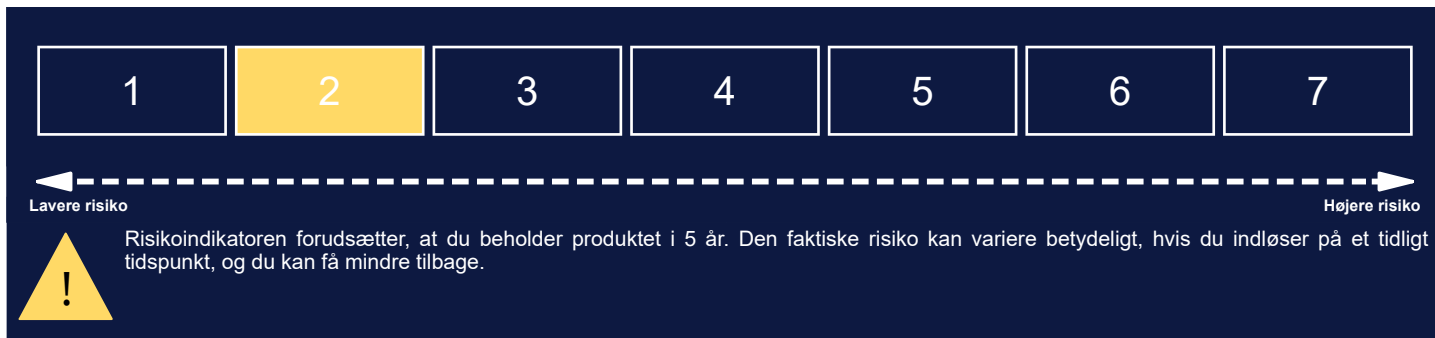 1 2 3 4 5 6 7
Lavere risiko Højere risiko
Risikoindikatoren forudsætter, at du beholder produktet i 5 år. Den faktiske risiko kan variere betydeligt, hvis du indløser på et tidligt
tidspunkt, og du kan få mindre tilbage.
!